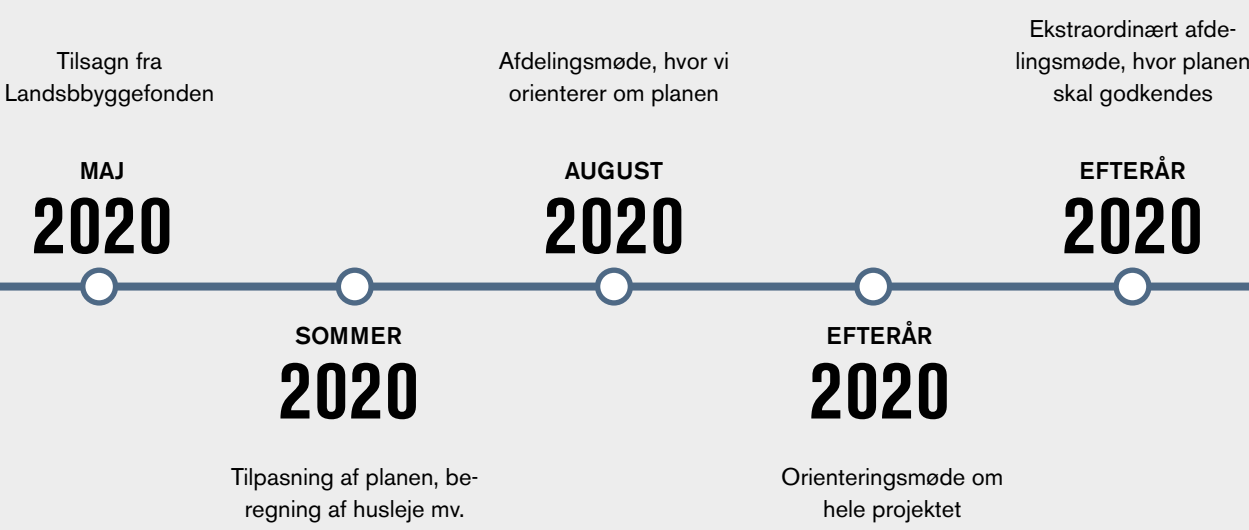 Tilsagn fra
Landsbbyggefonden
MAJ
2020
SOMMER
2020
Tilpasning af planen, be-
regning af husleje mv.
Afdelingsmøde, hvor vi
orienterer om planen
AUGUST
2020
EFTERÅR
2020
Orienteringsmøde om
hele projektet
Ekstraordinært afde-
lingsmøde, hvor planen
skal godkendes
EFTERÅR
2020